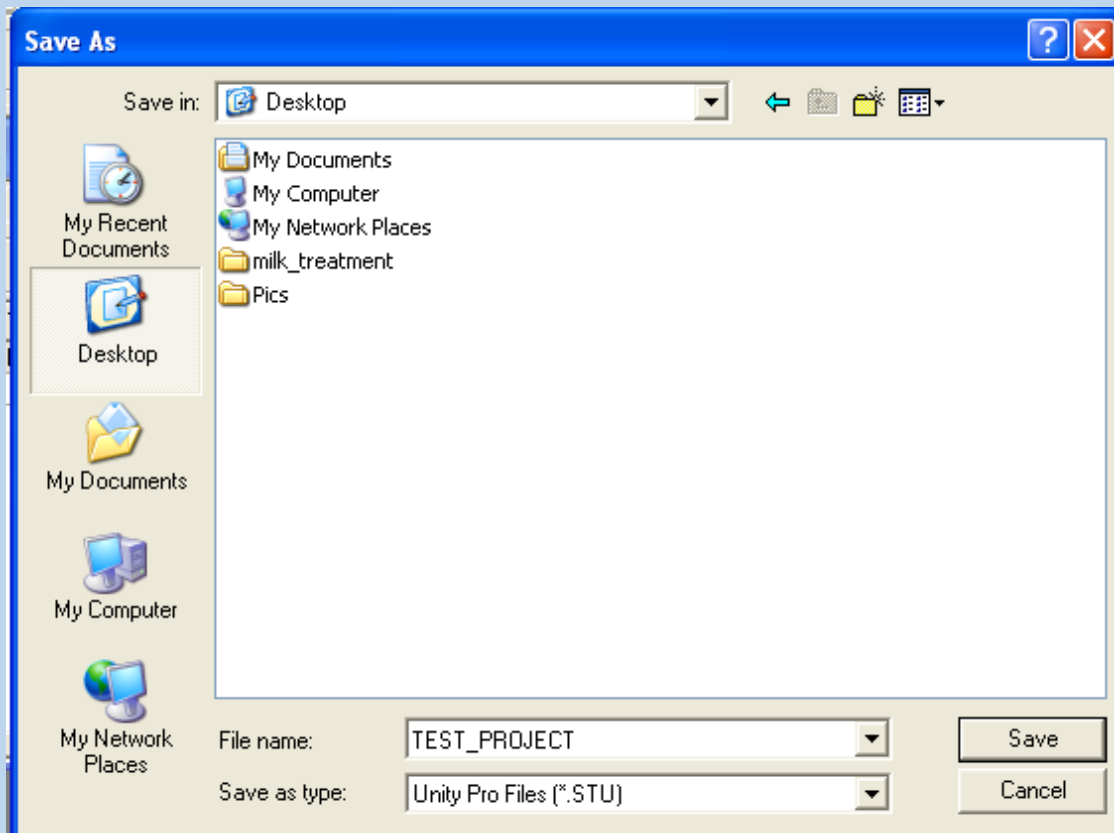 Save As
Save in:
Desktop
My Documents
My Computer
My Network Places
milk_treatment
Pics
My Recent
Documents
Desktop
My Documents
My Computer
My Network
Places
File name:
TEST_PROJECT
Save
Save as type:
Unity Pro Files (*.STU)
Cancel